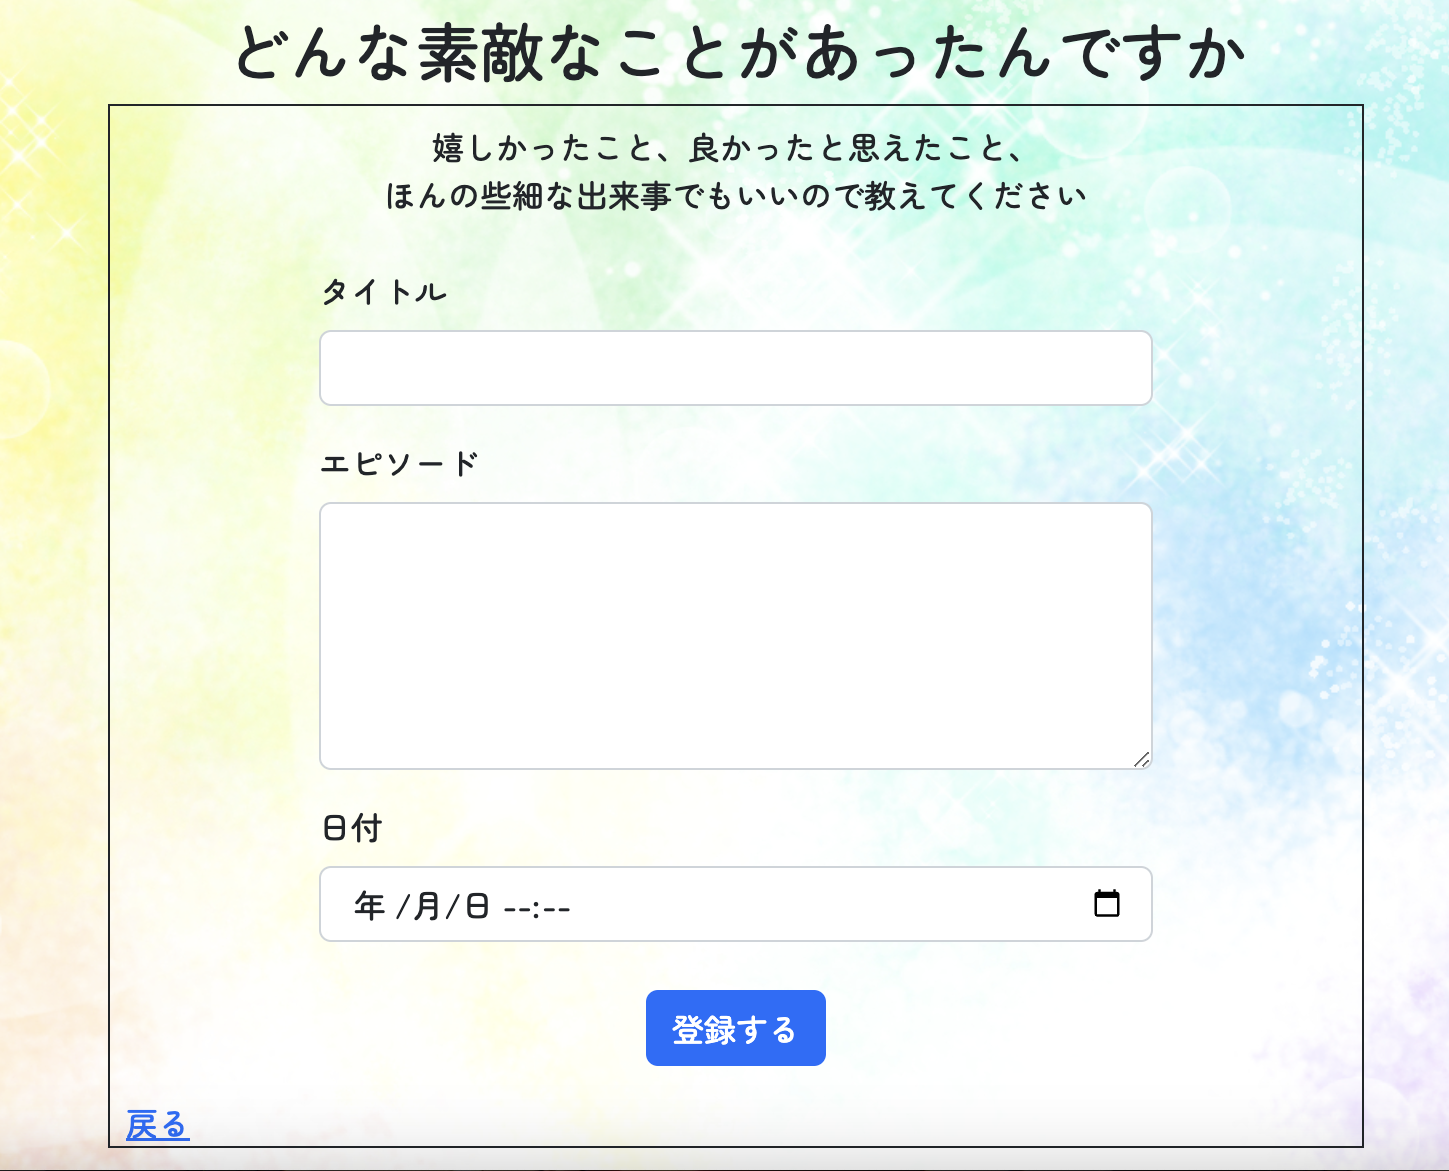 どんな素敵なことがあったんですか
嬉しかったこと、良かったと思えたこと、
ほんの些細な出来事でもいいので教えてください
タイトル
エピソード
日付
年 /月/日 --:--
登録する
戻る